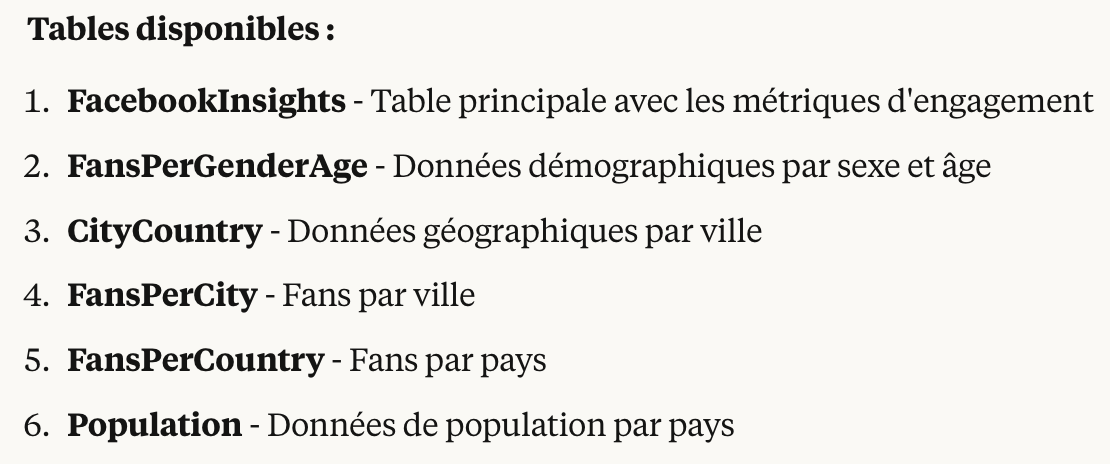 Tables disponibles :
1. FacebookInsights - Table principale avec les métriques d'engagement
2. FansPerGenderAge - Données démographiques par sexe et âge
3. CityCountry - Données géographiques par ville
4. FansPerCity - Fans par ville
5. FansPerCountry - Fans par pays
6. Population - Données de population par pays